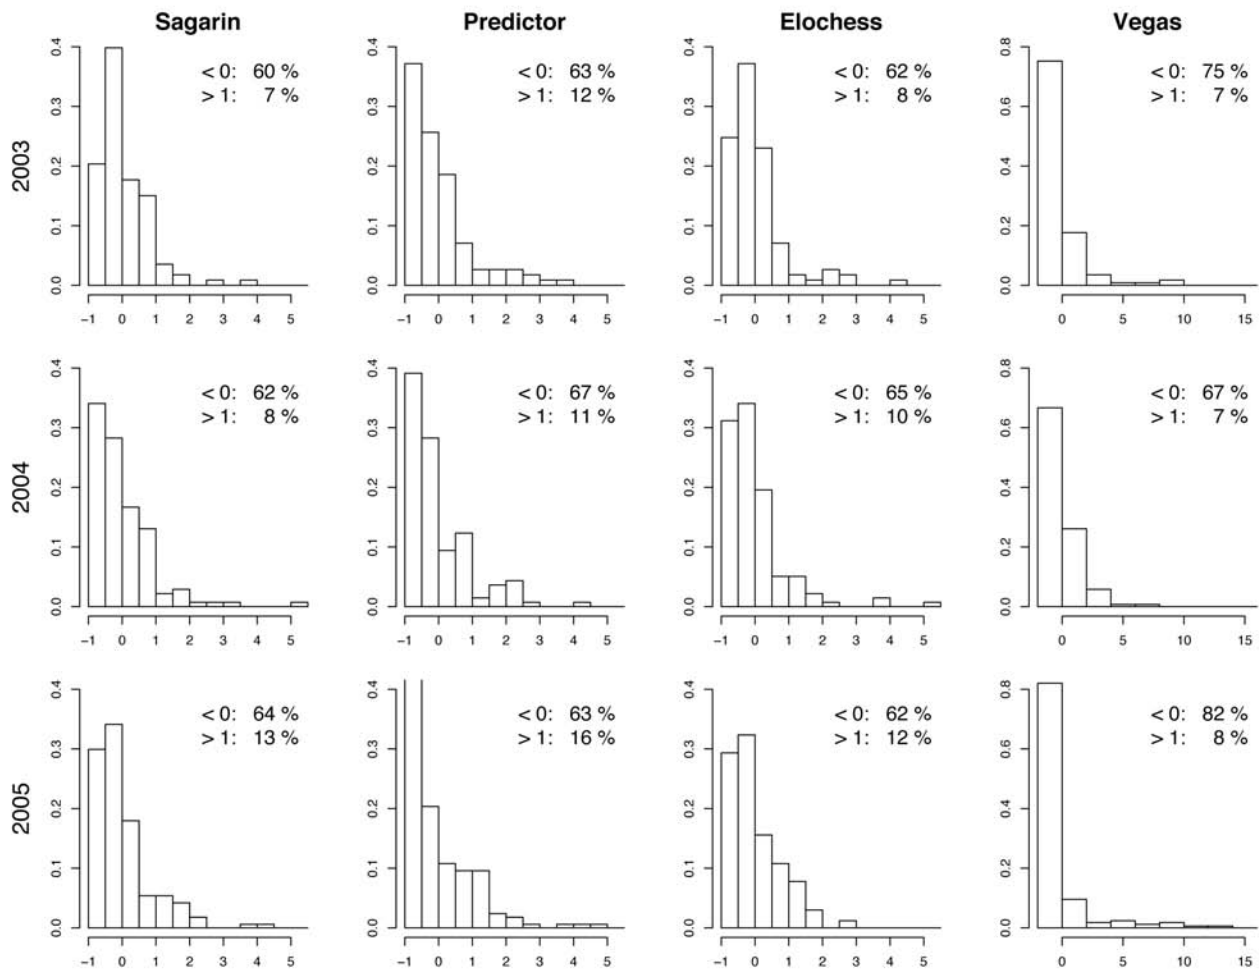 Sagarin Predictor Elochess Vegas
2003
0.0 0.1 0.2 0.3 0.4
< 0: 60 %
> 1: 7 %
−1 0 1 2 3 4 5
0.0 0.1 0.2 0.3 0.4
< 0: 63 %
> 1: 12 %
−1 0 1 2 3 4 5
0.0 0.1 0.2 0.3 0.4
< 0: 62 %
> 1: 8 %
−1 0 1 2 3 4 5
0.0 0.2 0.4 0.6 0.8
< 0: 75 %
> 1: 7 %
0 5 10 15
2004
0.0 0.1 0.2 0.3 0.4
< 0: 62 %
> 1: 8 %
−1 0 1 2 3 4 5
0.0 0.1 0.2 0.3 0.4
< 0: 67 %
> 1: 11 %
−1 0 1 2 3 4 5
0.0 0.1 0.2 0.3 0.4
< 0: 65 %
> 1: 10 %
−1 0 1 2 3 4 5
0.0 0.2 0.4 0.6 0.8
< 0: 67 %
> 1: 7 %
0 5 10 15
2005
0.0 0.1 0.2 0.3 0.4
< 0: 64 %
> 1: 13 %
−1 0 1 2 3 4 5
0.0 0.1 0.2 0.3 0.4
< 0: 63 %
> 1: 16 %
−1 0 1 2 3 4 5
0.0 0.1 0.2 0.3 0.4
< 0: 62 %
> 1: 12 %
−1 0 1 2 3 4 5
0.0 0.2 0.4 0.6 0.8
< 0: 82 %
> 1: 8 %
0 5 10 15